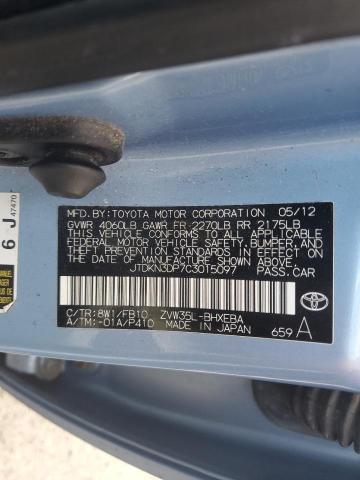 MFD. BY: TOYOTA MOTOR CORPORATION 05/12
GVWR 4060LB GAWR FR 2270LB RR 2175LB
THIS VEHICLE CONFORMS TO ALL APPLICABLE
FEDERAL MOTOR VEHICLE SAFETY, BUMPER, AND
THEFT PREVENTION STANDARDS IN EFFECT ON
THE DATE OF MANUFACTURE SHOWN ABOVE.
JTDKN3DP7C3015097 PASS.CAR
C/TR: 8W1/FB10 ZVW35L-BHXEBA
A/TM: -01A/P410 MADE IN JAPAN 659 A
6 J
47470